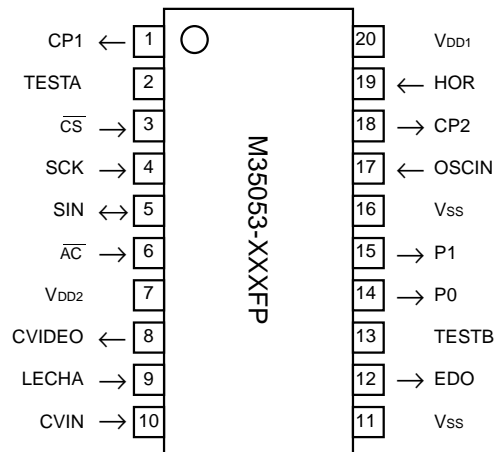 CP1 ← 1 20 VDD1
TESTA 2 19 ← HOR
C̅S̅ → 3 18 → CP2
SCK → 4 17 ← OSCIN
SIN ↔ 5 16 VSS
A̅C̅ → 6 15 → P1
VDD2 7 14 → P0
CVIDEO ← 8 13 TESTB
LECHA → 9 12 → EDO
CVIN → 10 11 VSS
M35053-XXXFP